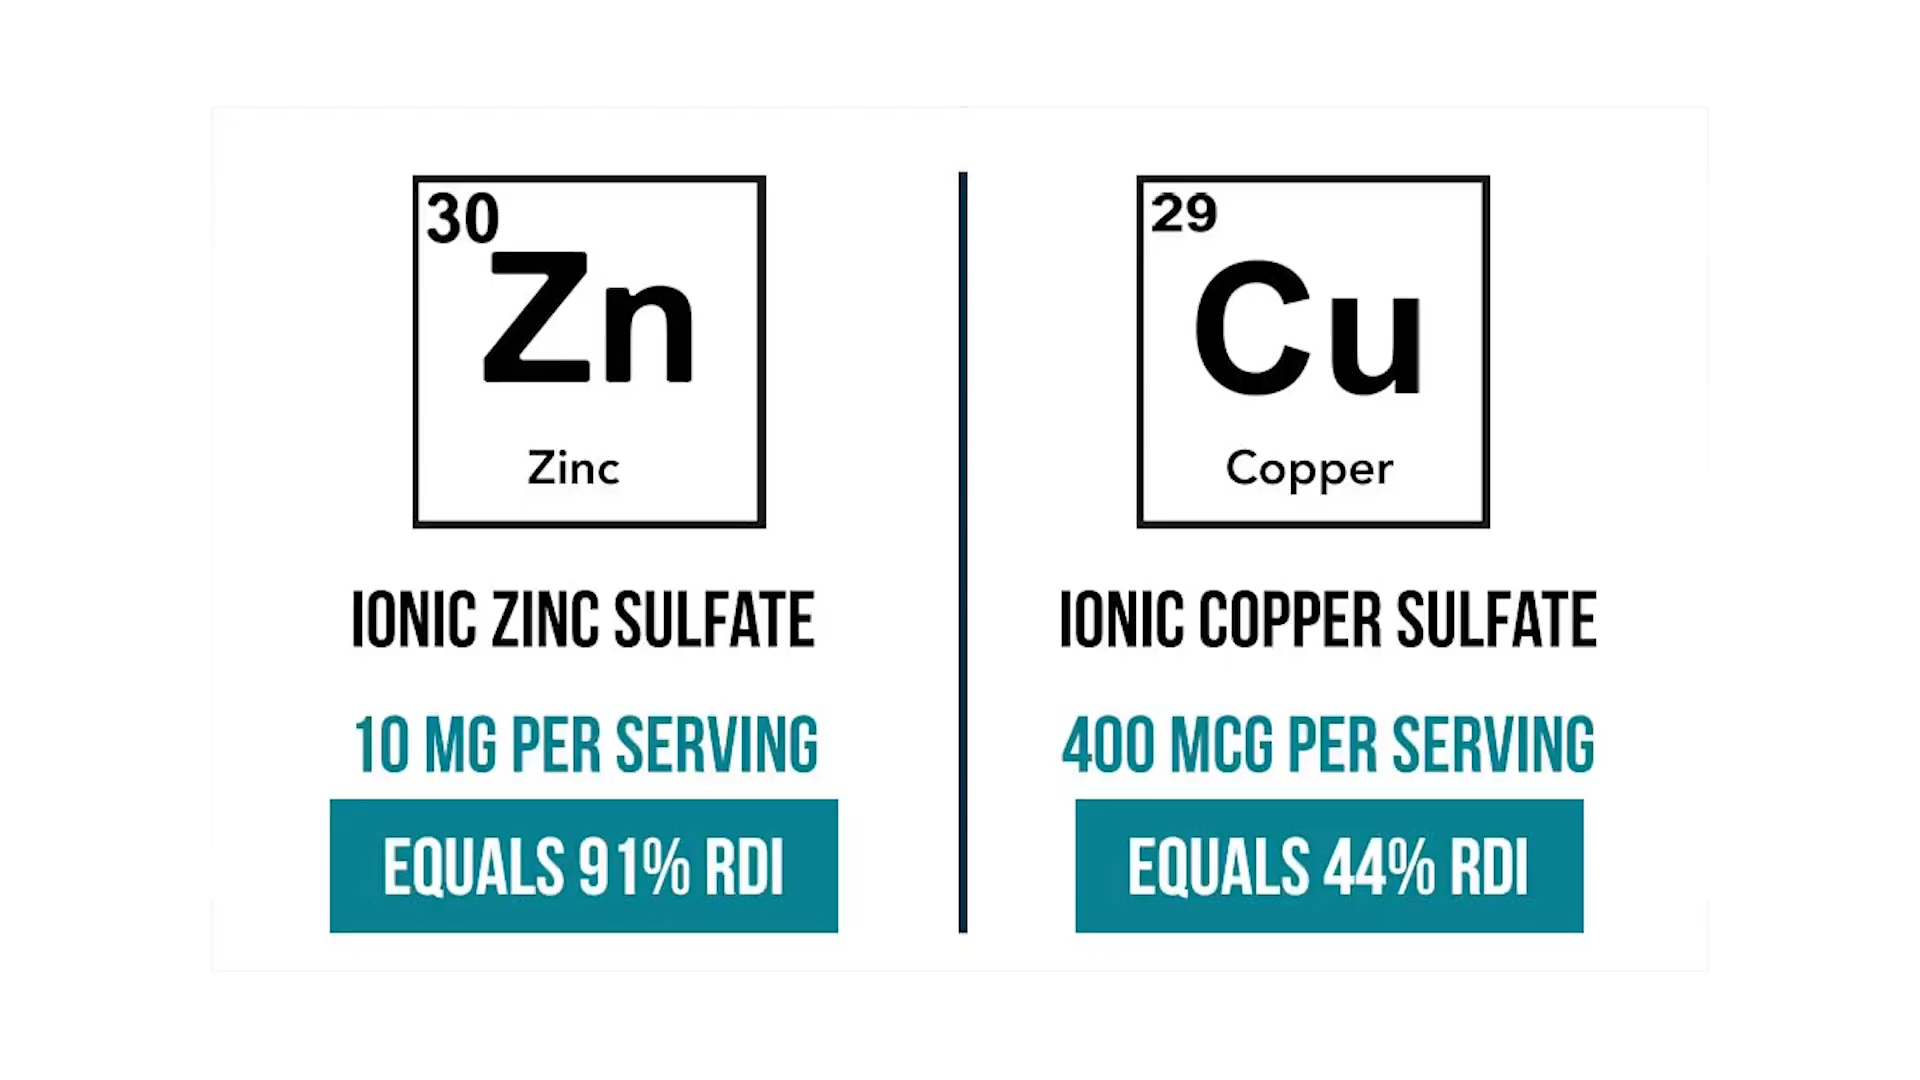 30
Zn
Zinc
IONIC ZINC SULFATE
10 MG PER SERVING
EQUALS 91% RDI
29
Cu
Copper
IONIC COPPER SULFATE
400 MCG PER SERVING
EQUALS 44% RDI